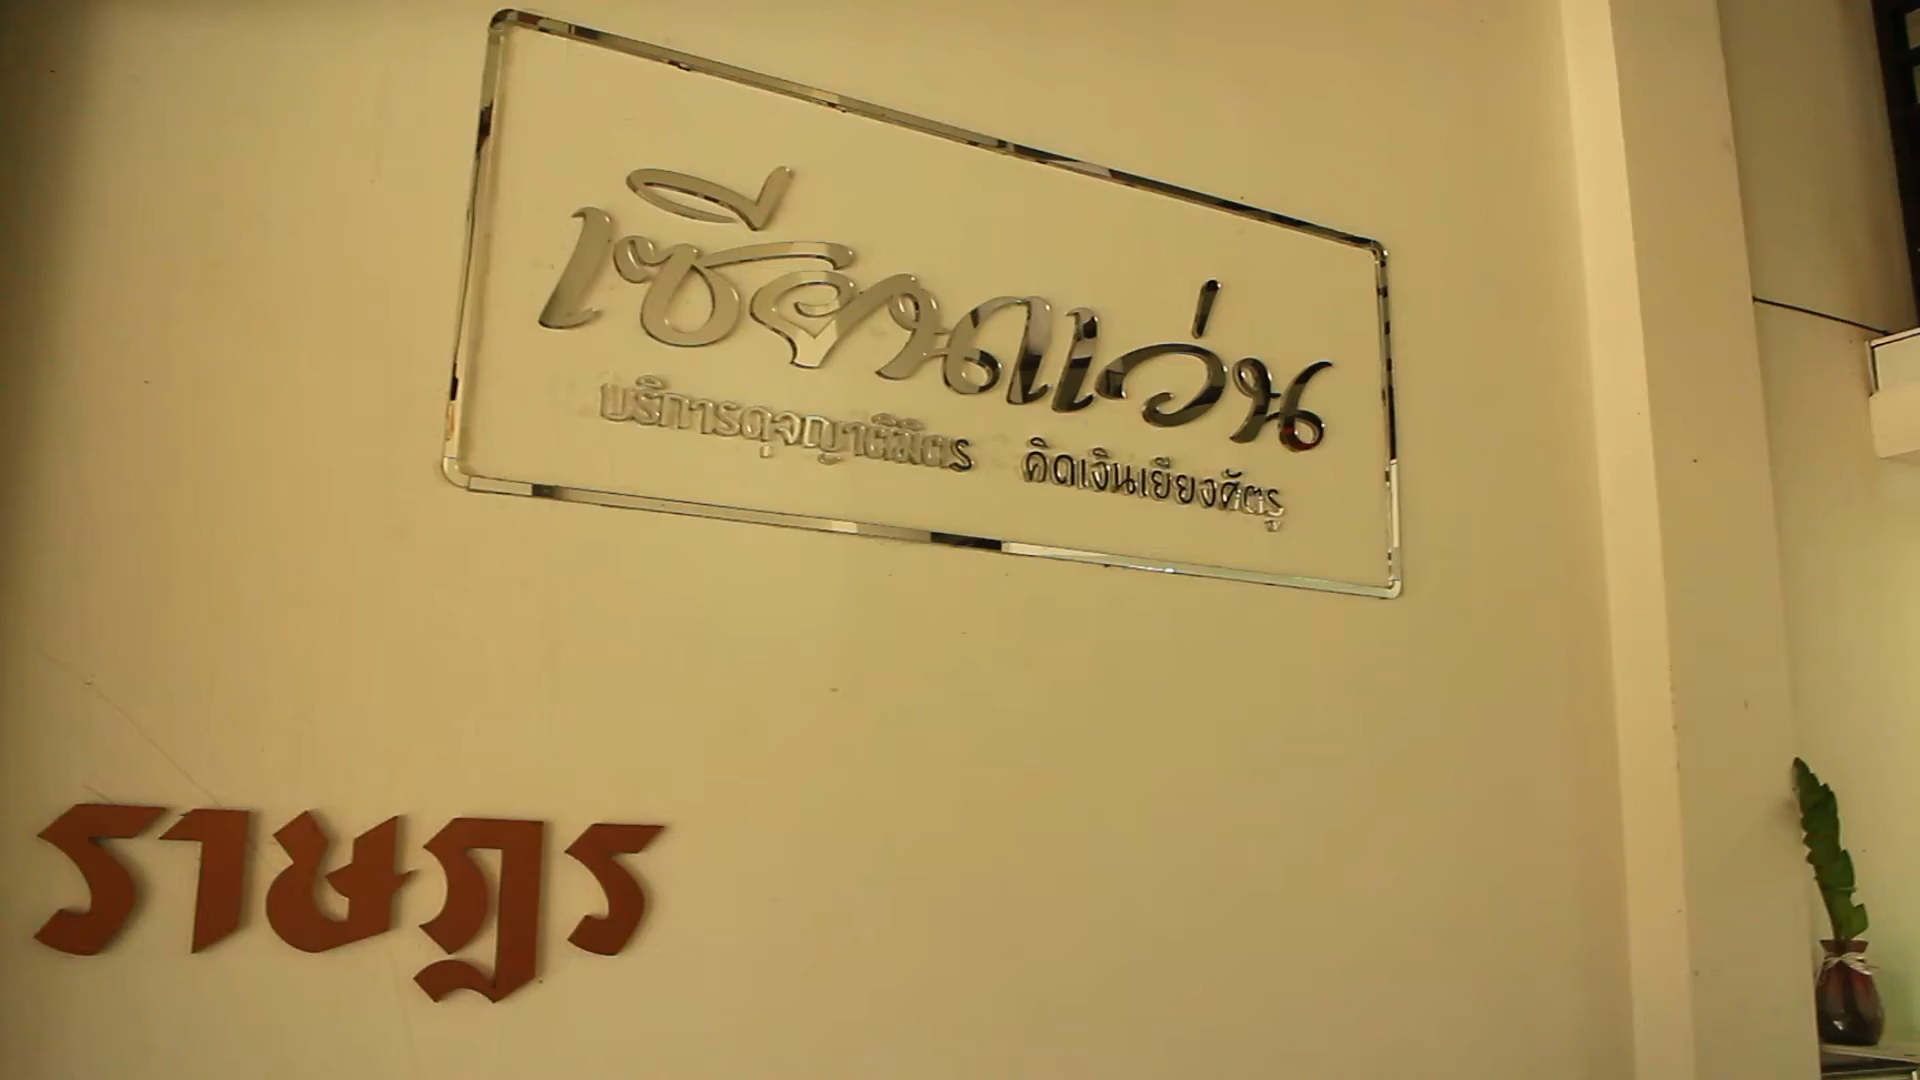 เซียนแว่น
บริการดุจญาติมิตร คิดเงินเยี่ยงศัตรู
ราษฎร